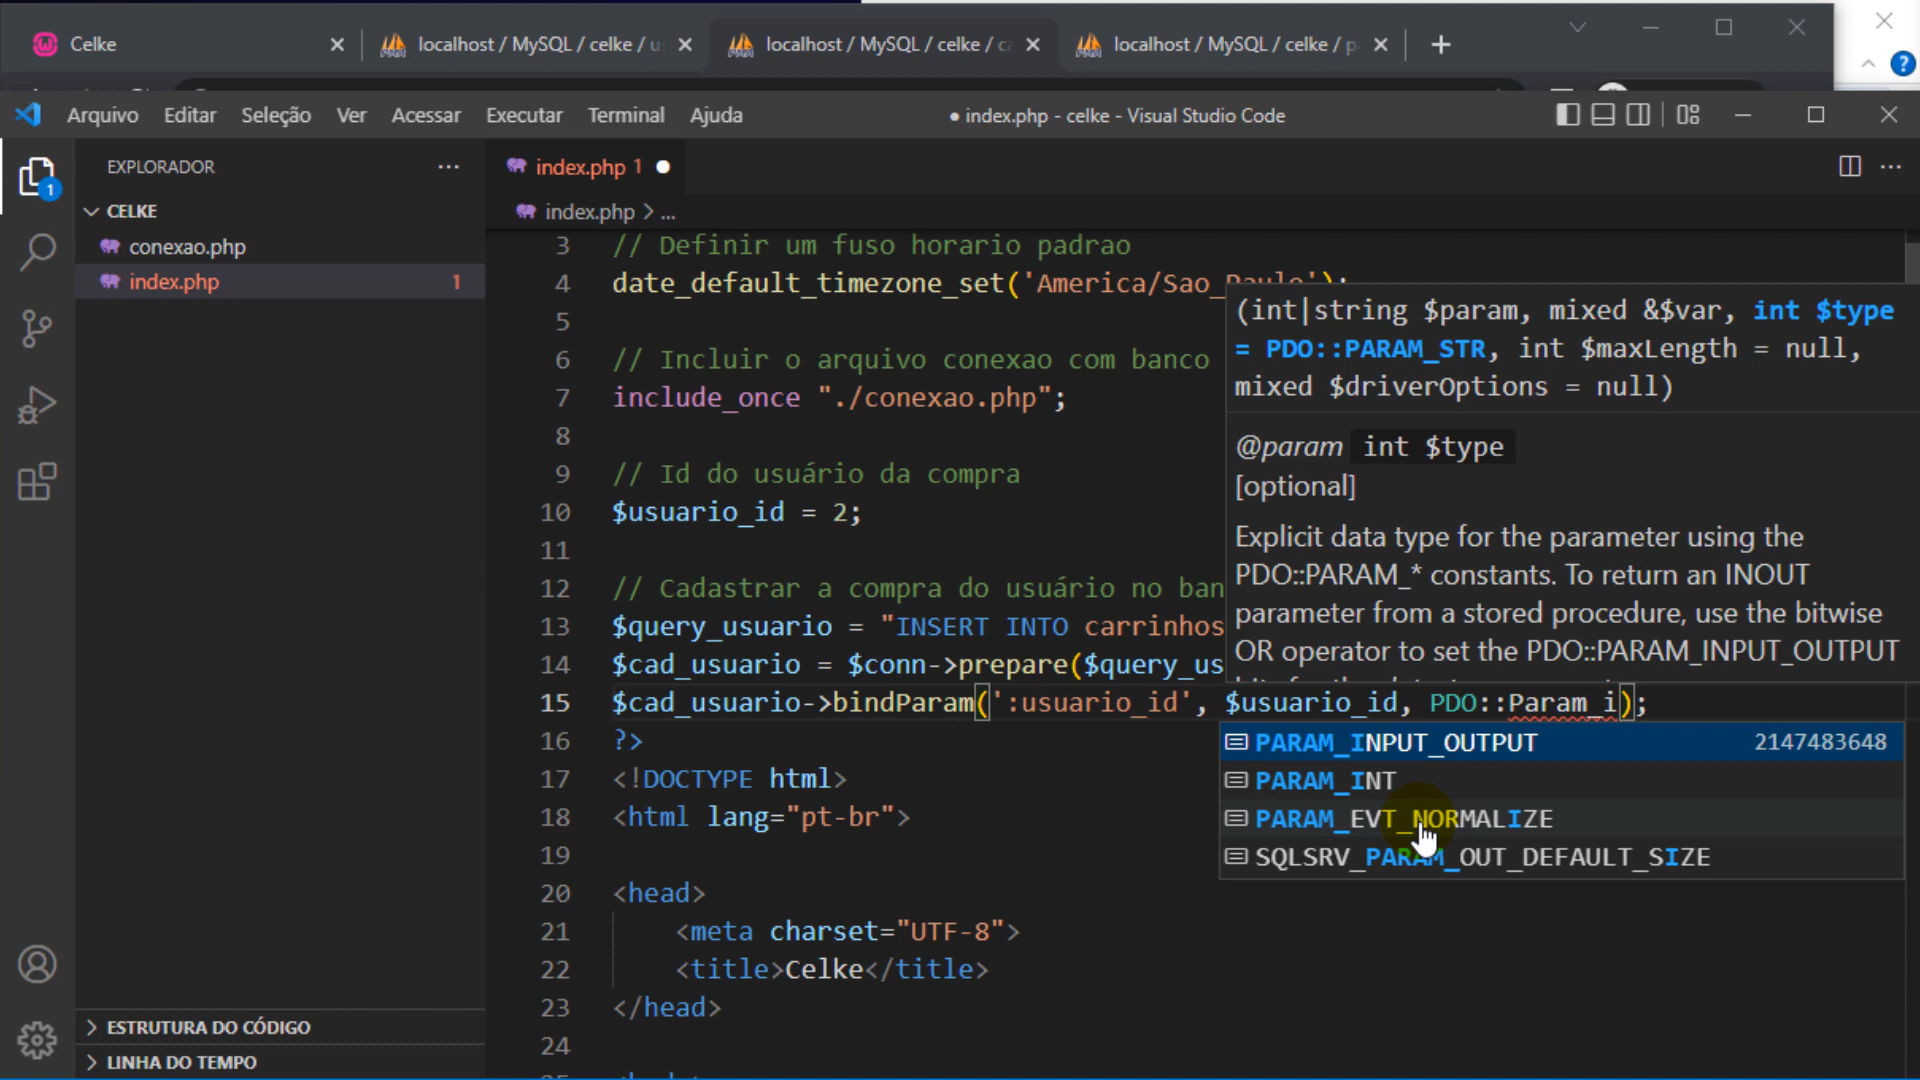 Celke
localhost / MySQL / celke / u
localhost / MySQL / celke / c
localhost / MySQL / celke / p
Arquivo Editar Seleção Ver Acessar Executar Terminal Ajuda
● index.php - celke - Visual Studio Code
EXPLORADOR
index.php 1
CELKE
index.php > ...
conexao.php
index.php 1
1
3 // Definir um fuso horario padrao
4 date_default_timezone_set('America/Sao_Paulo');
5
6 // Incluir o arquivo conexao com banco
7 include_once "./conexao.php";
8
9 // Id do usuário da compra
10 $usuario_id = 2;
11
12 // Cadastrar a compra do usuário no ban
13 $query_usuario = "INSERT INTO carrinhos
14 $cad_usuario = $conn->prepare($query_us
15 $cad_usuario->bindParam(':usuario_id', $usuario_id, PDO::Param_i);
16 ?>
17 <!DOCTYPE html>
18 <html lang="pt-br">
19
20 <head>
21 <meta charset="UTF-8">
22 <title>Celke</title>
23 </head>
24
(int|string $param, mixed &$var, int $type
= PDO::PARAM_STR, int $maxLength = null,
mixed $driverOptions = null)
@param int $type
[optional]
Explicit data type for the parameter using the
PDO::PARAM_* constants. To return an INOUT
parameter from a stored procedure, use the bitwise
OR operator to set the PDO::PARAM_INPUT_OUTPUT
PARAM_INPUT_OUTPUT 2147483648
PARAM_INT
PARAM_EVT_NORMALIZE
SQLSRV_PARAM_OUT_DEFAULT_SIZE
ESTRUTURA DO CÓDIGO
LINHA DO TEMPO